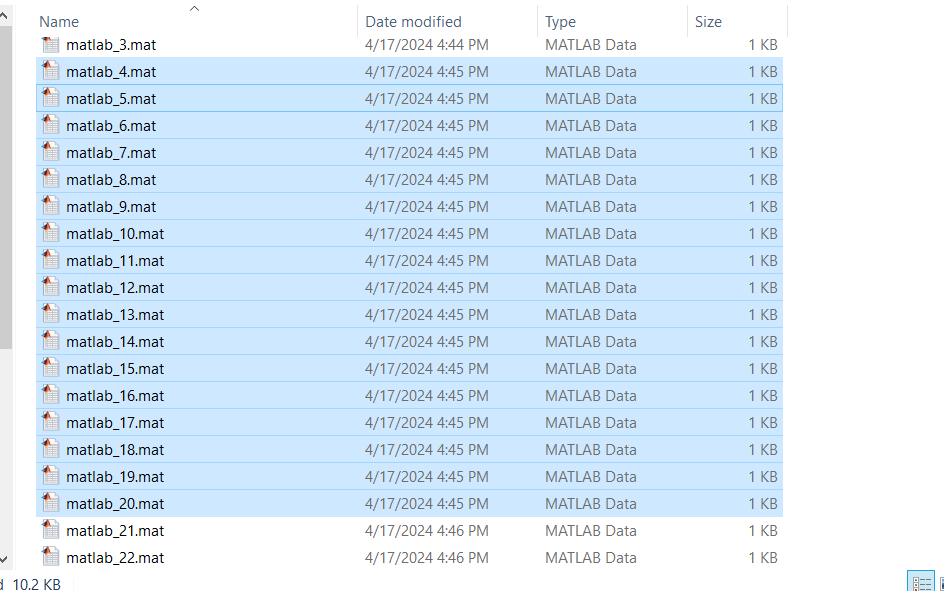 Name Date modified Type Size
matlab_3.mat 4/17/2024 4:44 PM MATLAB Data 1 KB
matlab_4.mat 4/17/2024 4:45 PM MATLAB Data 1 KB
matlab_5.mat 4/17/2024 4:45 PM MATLAB Data 1 KB
matlab_6.mat 4/17/2024 4:45 PM MATLAB Data 1 KB
matlab_7.mat 4/17/2024 4:45 PM MATLAB Data 1 KB
matlab_8.mat 4/17/2024 4:45 PM MATLAB Data 1 KB
matlab_9.mat 4/17/2024 4:45 PM MATLAB Data 1 KB
matlab_10.mat 4/17/2024 4:45 PM MATLAB Data 1 KB
matlab_11.mat 4/17/2024 4:45 PM MATLAB Data 1 KB
matlab_12.mat 4/17/2024 4:45 PM MATLAB Data 1 KB
matlab_13.mat 4/17/2024 4:45 PM MATLAB Data 1 KB
matlab_14.mat 4/17/2024 4:45 PM MATLAB Data 1 KB
matlab_15.mat 4/17/2024 4:45 PM MATLAB Data 1 KB
matlab_16.mat 4/17/2024 4:45 PM MATLAB Data 1 KB
matlab_17.mat 4/17/2024 4:45 PM MATLAB Data 1 KB
matlab_18.mat 4/17/2024 4:45 PM MATLAB Data 1 KB
matlab_19.mat 4/17/2024 4:45 PM MATLAB Data 1 KB
matlab_20.mat 4/17/2024 4:45 PM MATLAB Data 1 KB
matlab_21.mat 4/17/2024 4:46 PM MATLAB Data 1 KB
matlab_22.mat 4/17/2024 4:46 PM MATLAB Data 1 KB
10.2 KB